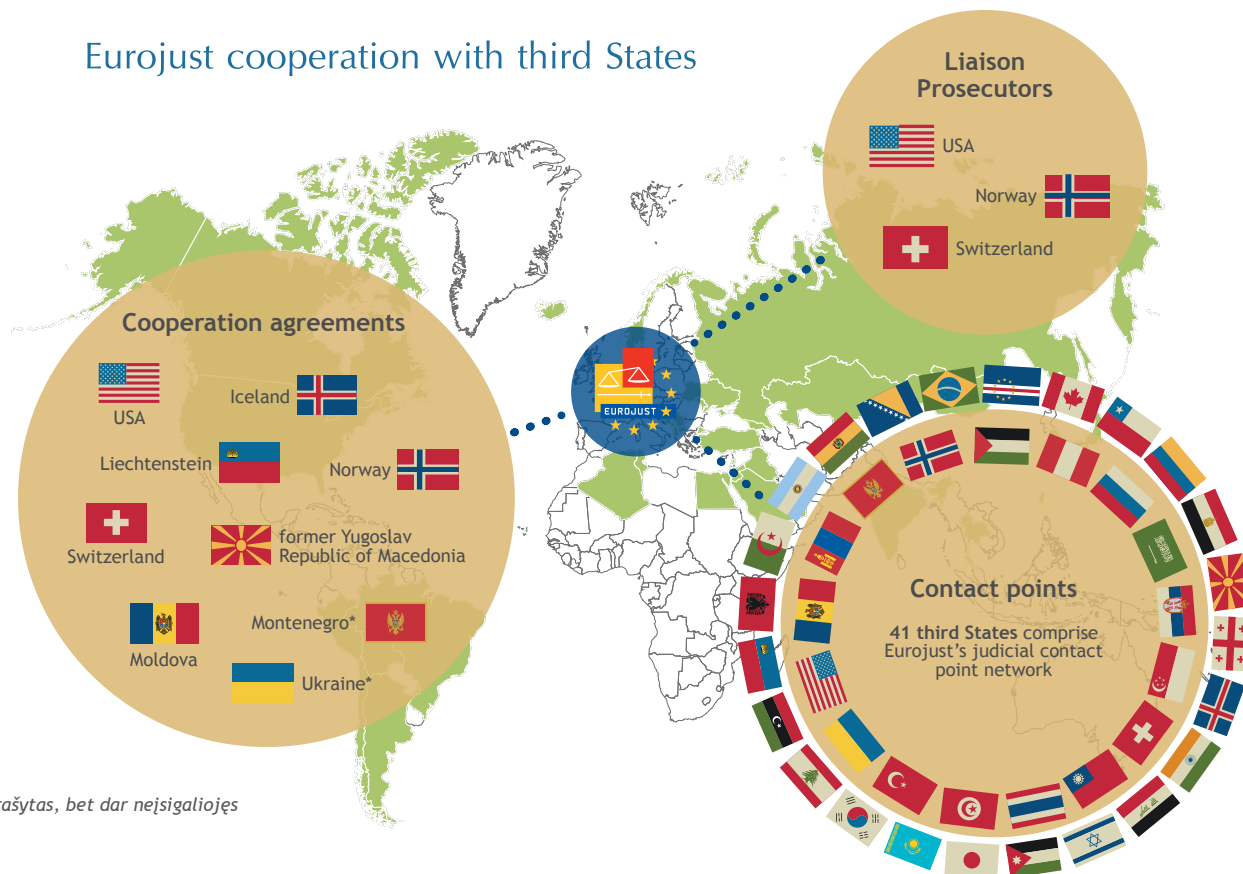 Eurojust cooperation with third States
Liaison
Prosecutors
USA
Norway
Switzerland
Cooperation agreements
USA
Iceland
Liechtenstein
Norway
Switzerland
former Yugoslav
Republic of Macedonia
Montenegro*
Moldova
Ukraine*
EUROJUST
Contact points
41 third States comprise
Eurojust's judicial contact
point network
bet dar neįsigaliojęs